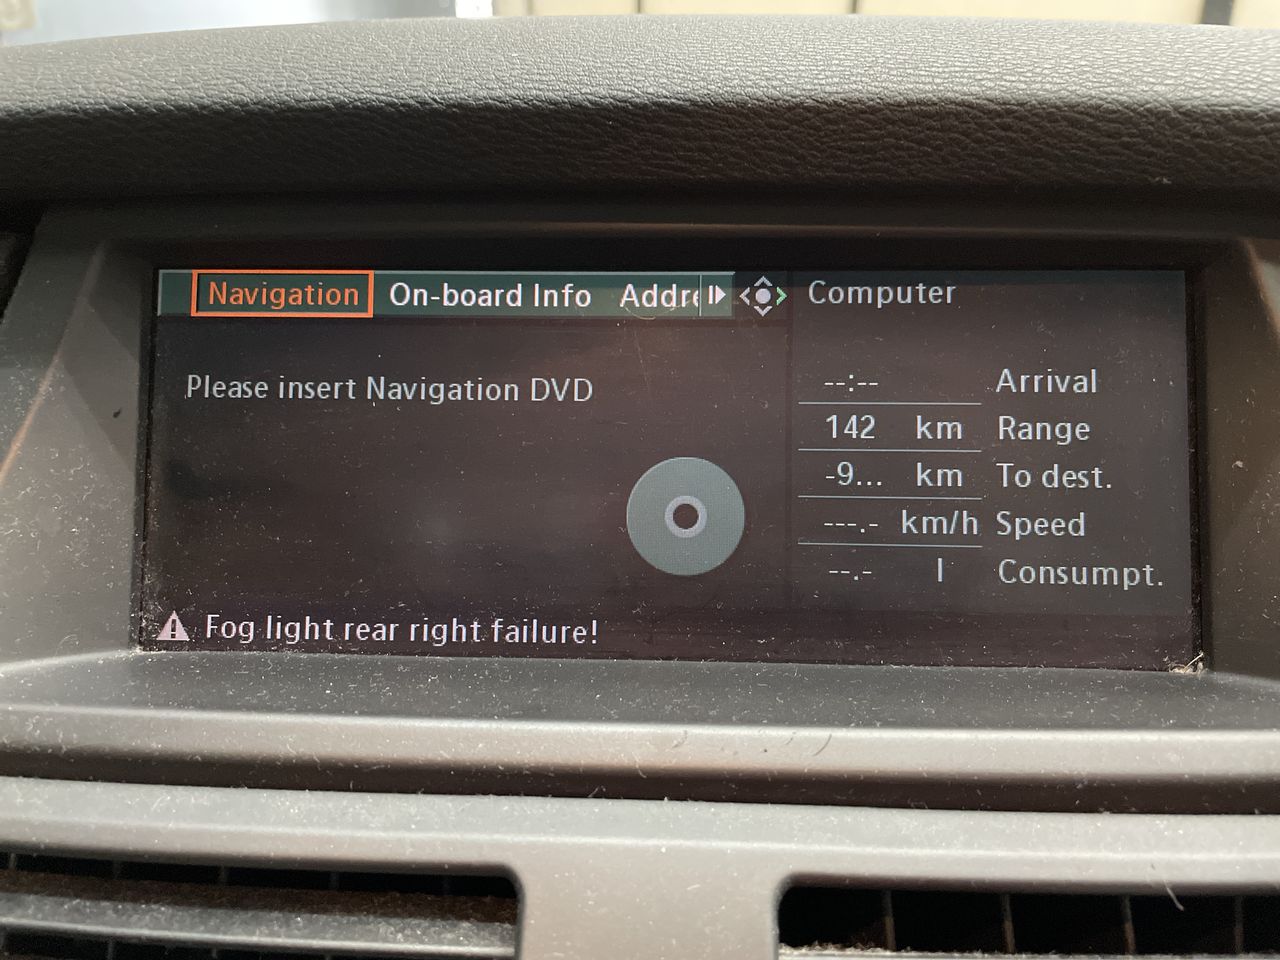 Navigation On-board Info Addre
Please insert Navigation DVD
Fog light rear right failure!
Computer
--:-- Arrival
142 km Range
-9... km To dest.
---.- km/h Speed
--.- l Consumpt.